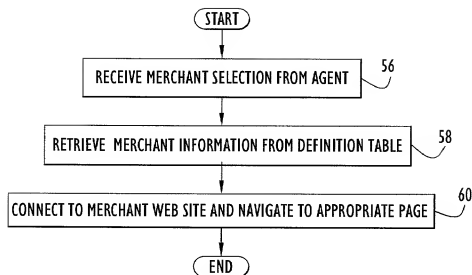 START
RECEIVE MERCHANT SELECTION FROM AGENT
56
RETRIEVE MERCHANT INFORMATION FROM DEFINITION TABLE
58
CONNECT TO MERCHANT WEB SITE AND NAVIGATE TO APPROPRIATE PAGE
60
END